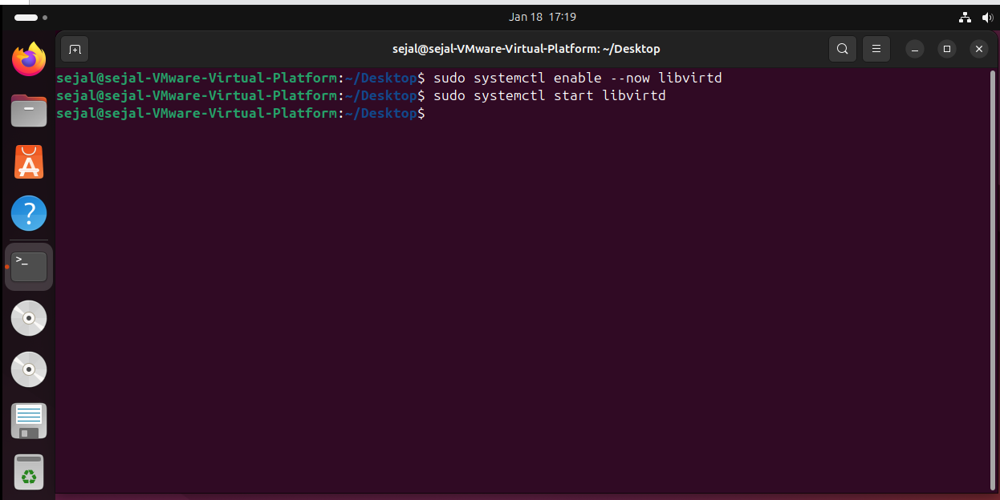 Jan 18 17:19
sejal@sejal-VMware-Virtual-Platform: ~/Desktop
sejal@sejal-VMware-Virtual-Platform:~/Desktop$ sudo systemctl enable --now libvirtd
sejal@sejal-VMware-Virtual-Platform:~/Desktop$ sudo systemctl start libvirtd
sejal@sejal-VMware-Virtual-Platform:~/Desktop$